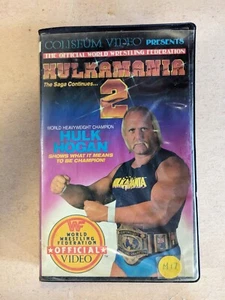 COLISEUM VIDEO PRESENTS
THE OFFICIAL WORLD WRESTLING FEDERATION
HULKAMANIA
The Saga Continues...
2
WORLD HEAVYWEIGHT CHAMPION
HULK
HOGAN
SHOWS WHAT IT MEANS
TO BE CHAMPION!
HULKAMANIA
WORLD
WRESTLING
FEDERATION
OFFICIAL
VIDEO